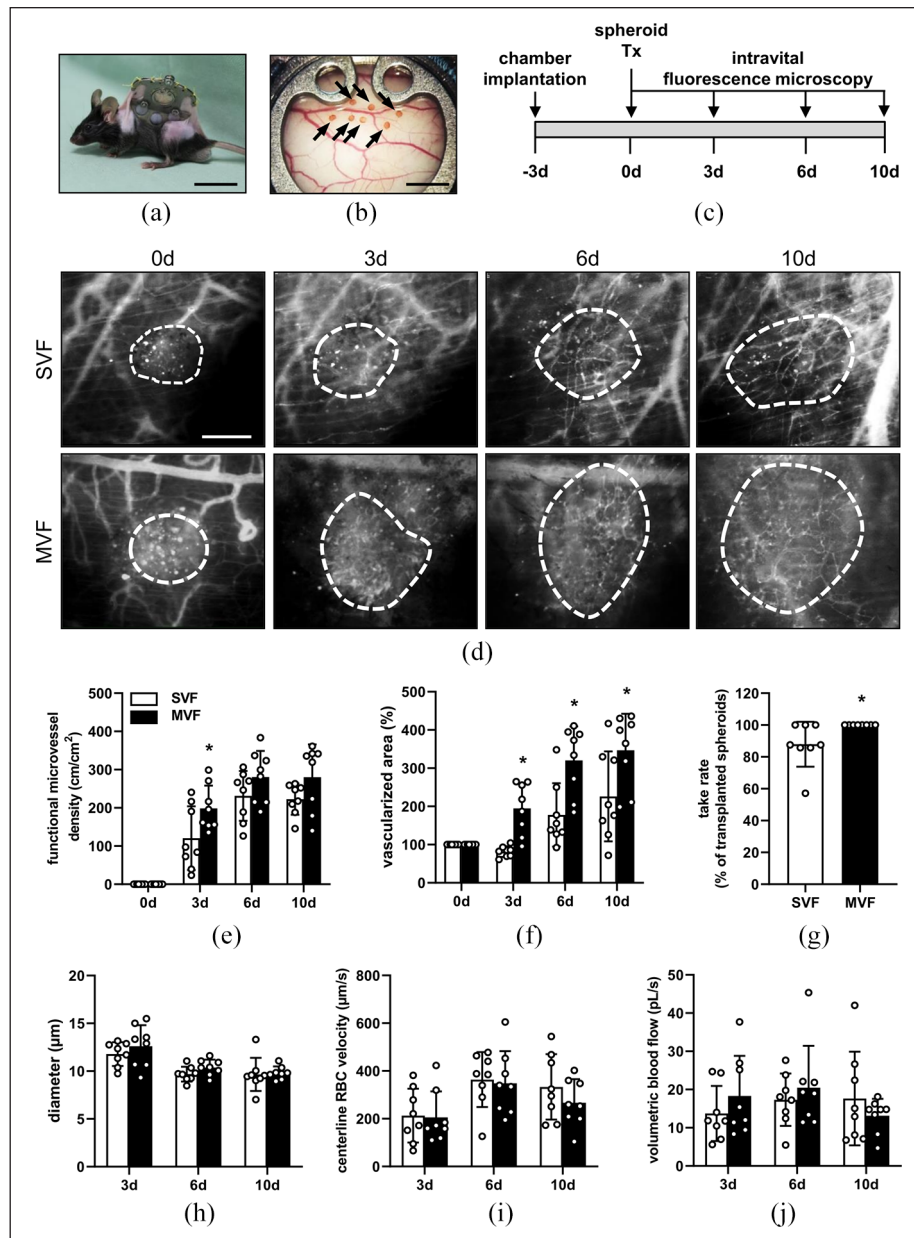 chamber
implantation
spheroid
Tx
intravital
fluorescence microscopy
-3d 0d 3d 6d 10d
(a) (b) (c)
0d 3d 6d 10d
SVF
MVF
(d)
functional microvessel
density (cm/cm²)
500
400
300
200
100
0
SVF
MVF
*
0d 3d 6d 10d
(e)
vascularized area (%)
500
400
300
200
100
0
* * *
0d 3d 6d 10d
(f)
take rate
(% of transplanted spheroids)
120
100
80
60
40
20
0
*
SVF MVF
(g)
diameter (µm)
20
15
10
5
0
3d 6d 10d
(h)
centerline RBC velocity (µm/s)
800
600
400
200
0
3d 6d 10d
(i)
volumetric blood flow (pL/s)
50
40
30
20
10
0
3d 6d 10d
(j)